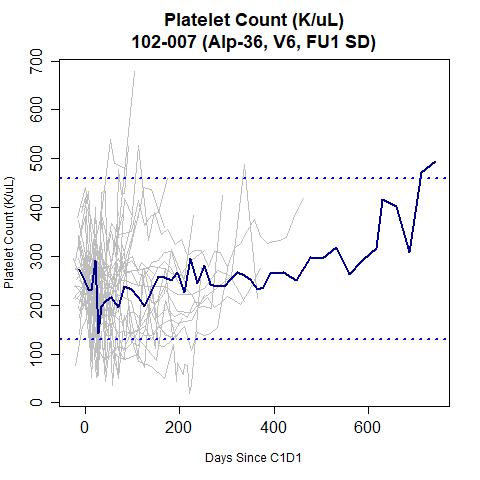 Platelet Count (K/uL)
102-007 (Alp-36, V6, FU1 SD)
Platelet Count (K/uL)
700
600
500
400
300
200
100
0
0 200 400 600
Days Since C1D1